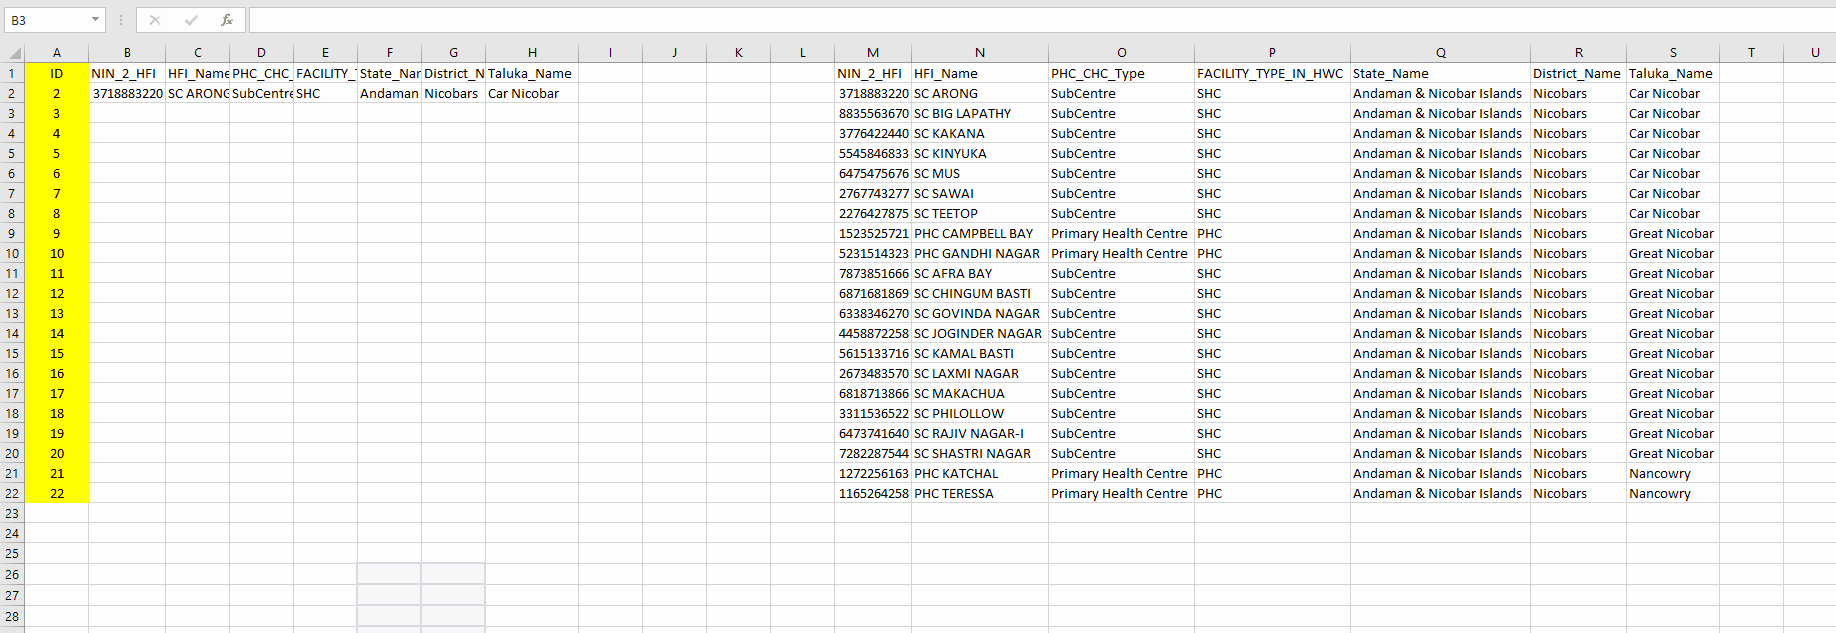 B3 fx
A B C D E F G H I J K L M N O P Q R S T U
1 ID NIN_2_HFI HFI_Name PHC_CHC_ FACILITY_T State_Nar District_N Taluka_Name NIN_2_HFI HFI_Name PHC_CHC_Type FACILITY_TYPE_IN_HWC State_Name District_Name Taluka_Name
2 2 3718883220 SC ARONG SubCentre SHC Andaman Nicobars Car Nicobar 3718883220 SC ARONG SubCentre SHC Andaman & Nicobar Islands Nicobars Car Nicobar
3 3 8835563670 SC BIG LAPATHY SubCentre SHC Andaman & Nicobar Islands Nicobars Car Nicobar
4 4 3776422440 SC KAKANA SubCentre SHC Andaman & Nicobar Islands Nicobars Car Nicobar
5 5 5545846833 SC KINYUKA SubCentre SHC Andaman & Nicobar Islands Nicobars Car Nicobar
6 6 6475475676 SC MUS SubCentre SHC Andaman & Nicobar Islands Nicobars Car Nicobar
7 7 2767743277 SC SAWAI SubCentre SHC Andaman & Nicobar Islands Nicobars Car Nicobar
8 8 2276427875 SC TEETOP SubCentre SHC Andaman & Nicobar Islands Nicobars Car Nicobar
9 9 1523525721 PHC CAMPBELL BAY Primary Health Centre PHC Andaman & Nicobar Islands Nicobars Great Nicobar
10 10 5231514323 PHC GANDHI NAGAR Primary Health Centre PHC Andaman & Nicobar Islands Nicobars Great Nicobar
11 11 7873851666 SC AFRA BAY SubCentre SHC Andaman & Nicobar Islands Nicobars Great Nicobar
12 12 6871681869 SC CHINGUM BASTI SubCentre SHC Andaman & Nicobar Islands Nicobars Great Nicobar
13 13 6338346270 SC GOVINDA NAGAR SubCentre SHC Andaman & Nicobar Islands Nicobars Great Nicobar
14 14 4458872258 SC JOGINDER NAGAR SubCentre SHC Andaman & Nicobar Islands Nicobars Great Nicobar
15 15 5615133716 SC KAMAL BASTI SubCentre SHC Andaman & Nicobar Islands Nicobars Great Nicobar
16 16 2673483570 SC LAXMI NAGAR SubCentre SHC Andaman & Nicobar Islands Nicobars Great Nicobar
17 17 6818713866 SC MAKACHUA SubCentre SHC Andaman & Nicobar Islands Nicobars Great Nicobar
18 18 3311536522 SC PHILOLLOW SubCentre SHC Andaman & Nicobar Islands Nicobars Great Nicobar
19 19 6473741640 SC RAJIV NAGAR-I SubCentre SHC Andaman & Nicobar Islands Nicobars Great Nicobar
20 20 7282287544 SC SHASTRI NAGAR SubCentre SHC Andaman & Nicobar Islands Nicobars Great Nicobar
21 21 1272256163 PHC KATCHAL Primary Health Centre PHC Andaman & Nicobar Islands Nicobars Nancowry
22 22 1165264258 PHC TERESSA Primary Health Centre PHC Andaman & Nicobar Islands Nicobars Nancowry
23
24
25
26
27
28